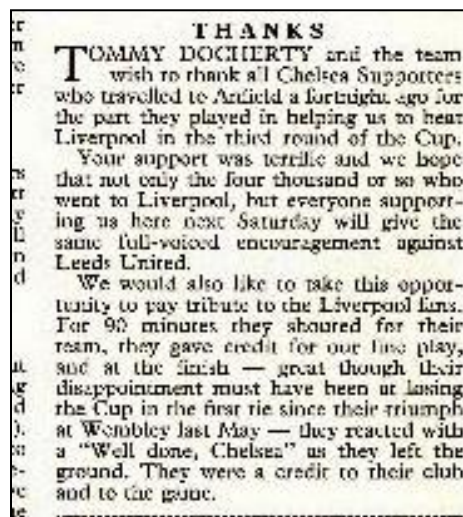 THANKS
TOMMY DOCHERTY and the team
wish to thank all Chelsea Supporters
who travelled to Anfield a fortnight ago for
the part they played in helping us to beat
Liverpool in the third round of the Cup.
Your support was terrific and we hope
that not only the four thousand or so who
went to Liverpool, but everyone support-
ing us here next Saturday will give the
same full-voiced encouragement against
Leeds United.
We would also like to take this oppor-
tunity to pay tribute to the Liverpool fans.
For 90 minutes they shouted for their
team, they gave credit for our fine play,
and at the finish — great though their
disappointment must have been at losing
the Cup in the first tie since their triumph
at Wembley last May — they reacted with
a "Well done, Chelsea" as they left the
ground. They were a credit to their club
and to the game.